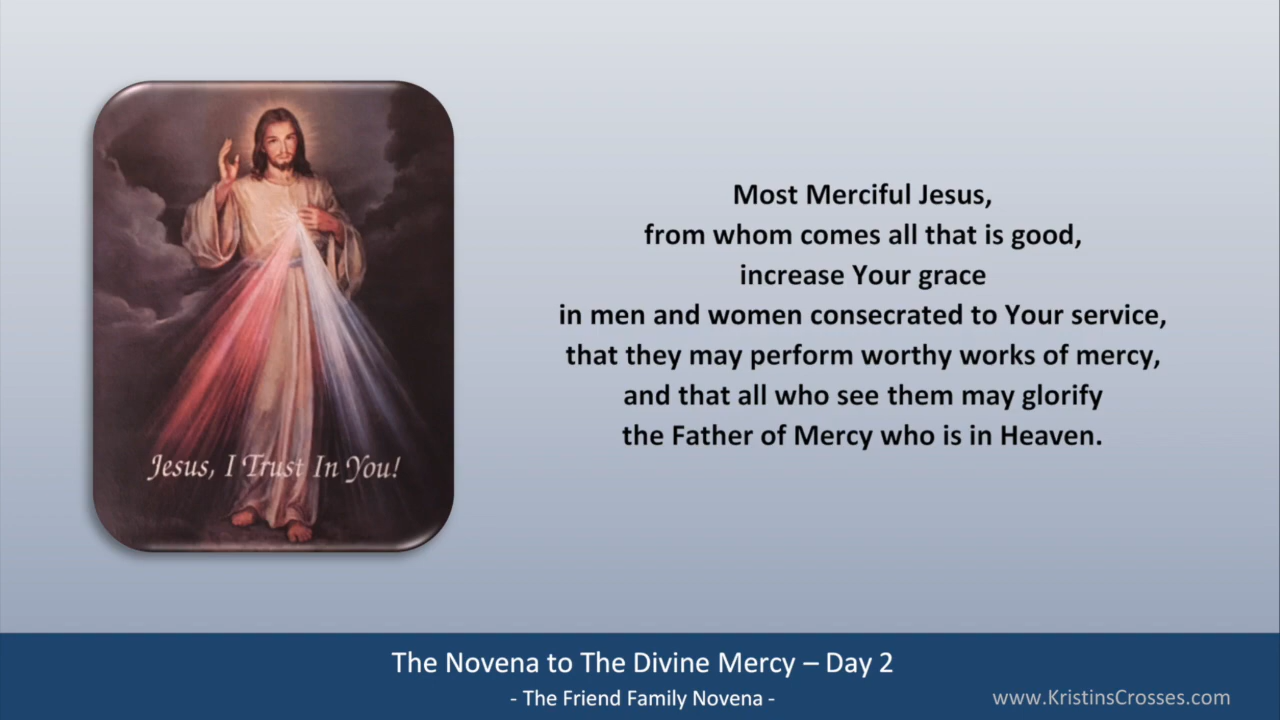 Jesus, I Trust In You!
Most Merciful Jesus,
from whom comes all that is good,
increase Your grace
in men and women consecrated to Your service,
that they may perform worthy works of mercy,
and that all who see them may glorify
the Father of Mercy who is in Heaven.
The Novena to The Divine Mercy – Day 2
- The Friend Family Novena -
www.KristinsCrosses.com